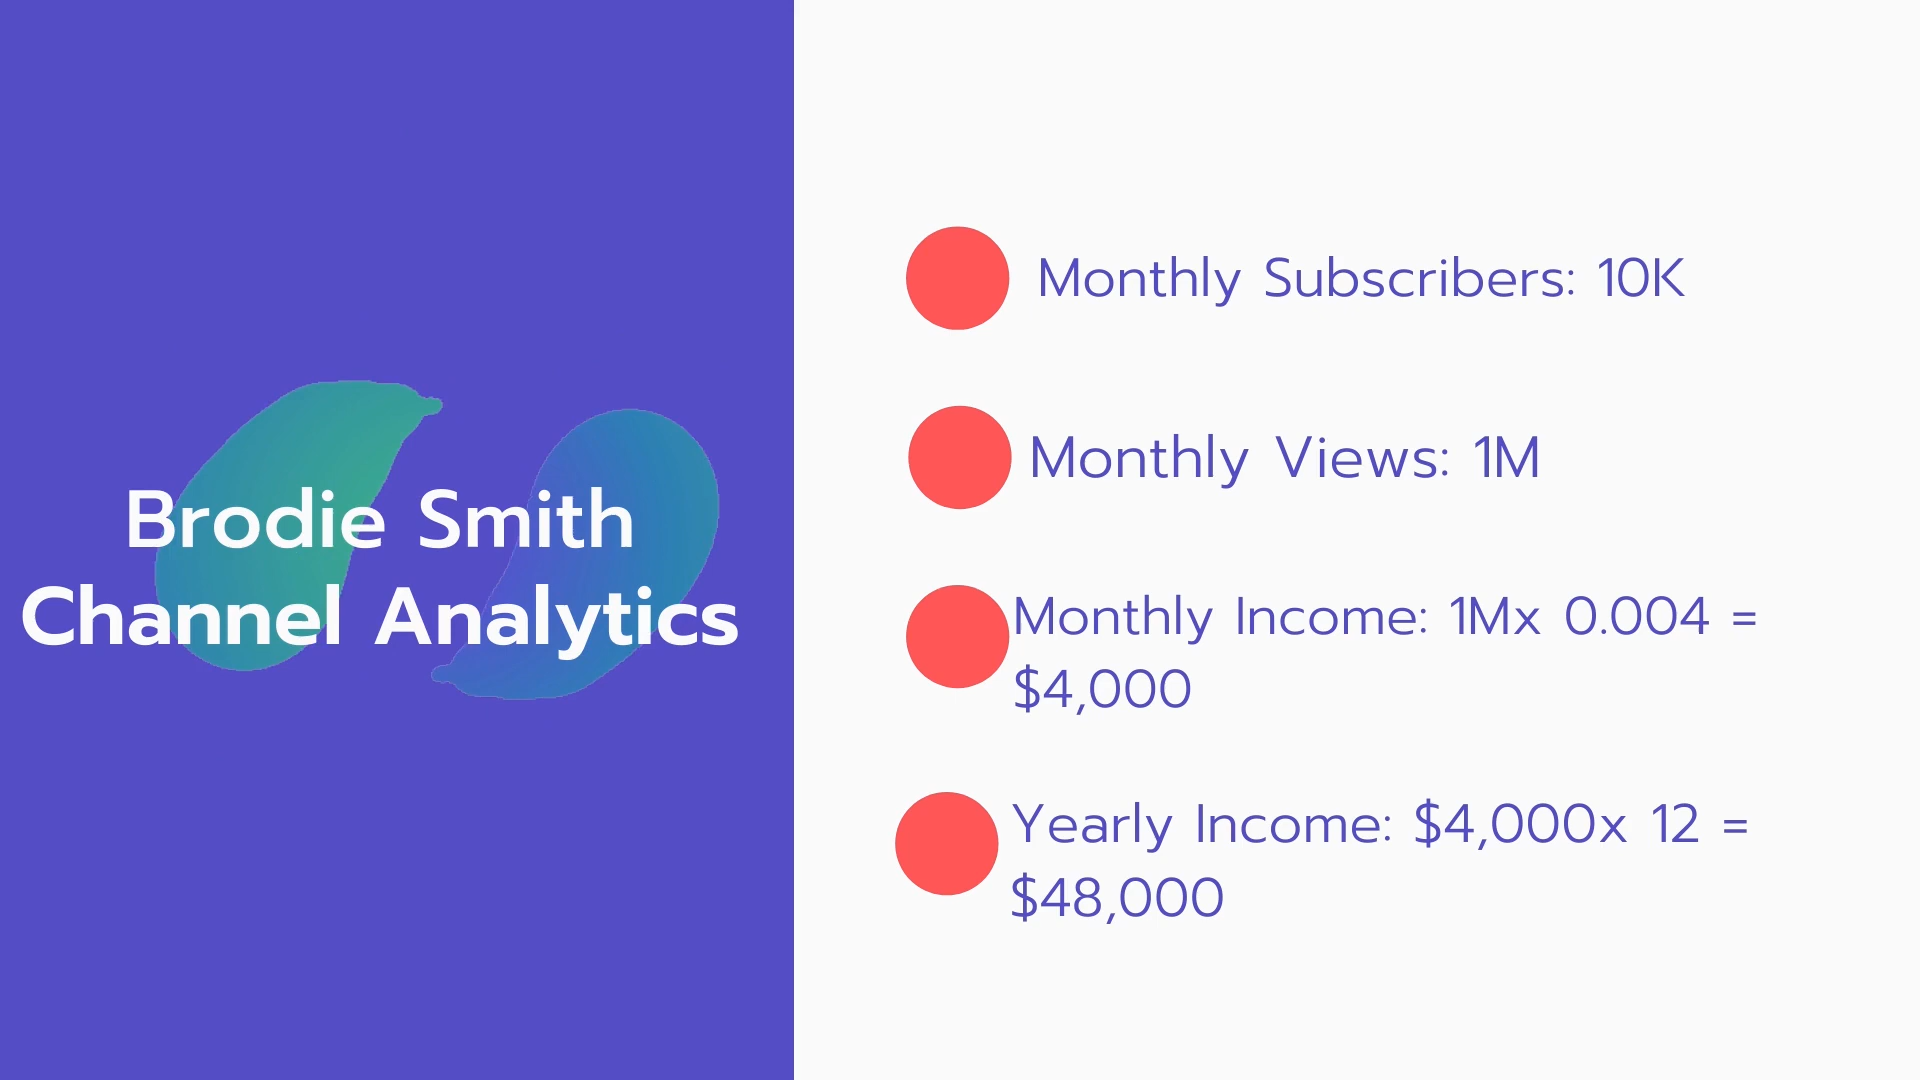 Brodie Smith
Channel Analytics
Monthly Subscribers: 10K
Monthly Views: 1M
Monthly Income: 1Mx 0.004 =
$4,000
Yearly Income: $4,000x 12 =
$48,000